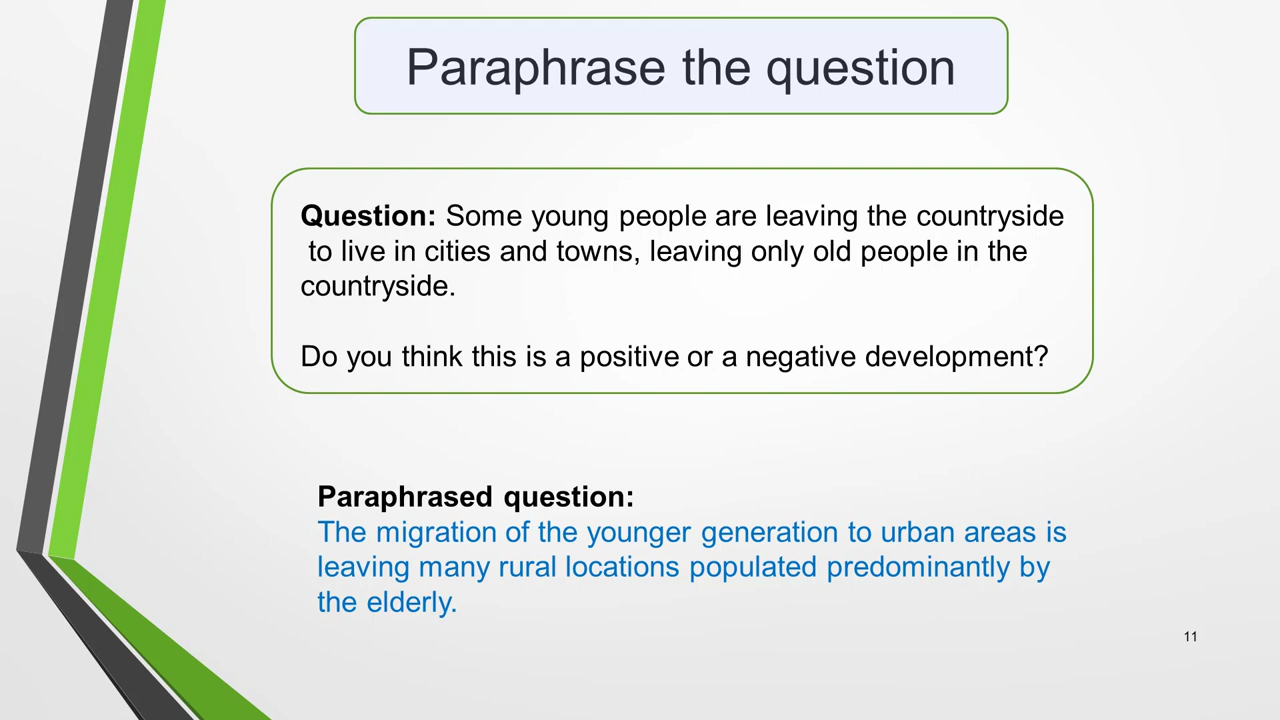 Paraphrase the question
Question: Some young people are leaving the countryside
to live in cities and towns, leaving only old people in the
countryside.
Do you think this is a positive or a negative development?
Paraphrased question:
The migration of the younger generation to urban areas is
leaving many rural locations populated predominantly by
the elderly.
11